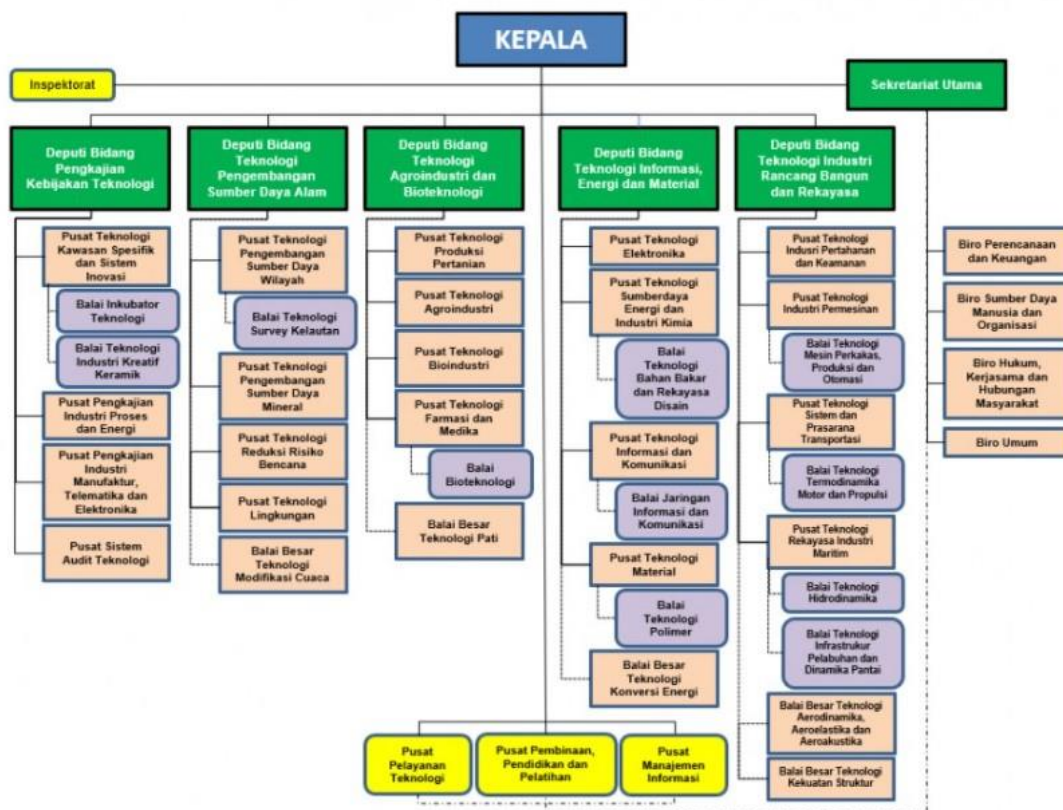 KEPALA
Inspektorat
Sekretariat Utama
Deputi Bidang
Pengkajian
Kebijakan Teknologi
Deputi Bidang
Teknologi
Pengembangan
Sumber Daya Alam
Deputi Bidang
Teknologi
Agroindustri dan
Bioteknologi
Deputi Bidang
Teknologi Informasi,
Energi dan Material
Deputi Bidang
Teknologi Industri
Rancang Bangun
dan Rekayasa
Pusat Teknologi
Kawasan Spesifik
dan Sistem
Inovasi
Balai Inkubator
Teknologi
Balai Teknologi
Industri Kreatif
Keramik
Pusat Pengkajian
Industri Proses
dan Energi
Pusat Pengkajian
Industri
Manufaktur,
Telematika dan
Elektronika
Pusat Sistem
Audit Teknologi
Pusat Teknologi
Pengembangan
Sumber Daya
Wilayah
Balai Teknologi
Survey Kelautan
Pusat Teknologi
Pengembangan
Sumber Daya
Mineral
Pusat Teknologi
Reduksi Risiko
Bencana
Pusat Teknologi
Lingkungan
Balai Besar
Teknologi
Modifikasi Cuaca
Pusat Teknologi
Produksi
Pertanian
Pusat Teknologi
Agroindustri
Pusat Teknologi
Bioindustri
Pusat Teknologi
Farmasi dan
Medika
Balai
Bioteknologi
Balai Besar
Teknologi Pati
Pusat Teknologi
Elektronika
Pusat Teknologi
Sumberdaya
Energi dan
Industri Kimia
Balai
Teknologi
Bahan Bakar
dan Rekayasa
Disain
Pusat Teknologi
Informasi dan
Komunikasi
Balai Jaringan
Informasi dan
Komunikasi
Pusat Teknologi
Material
Balai
Teknologi
Polimer
Balai Besar
Teknologi
Konversi Energi
Pusat Teknologi
Indusri Pertahanan
dan Keamanan
Pusat Teknologi
Industri Permesinan
Balai Teknologi
Mesin Perkakas,
Produksi dan
Otomasi
Pusat Teknologi
Sistem dan
Prasarana
Transportasi
Balai Teknologi
Termodinamika
Motor dan Propulsi
Pusat Teknologi
Rekayasa Industri
Maritim
Balai Teknologi
Hidrodinamika
Balai Teknologi
Infrastrukur
Pelabuhan dan
Dinamika Pantai
Balai Besar Teknologi
Aerodinamika,
Aeroelastika dan
Aeroakustika
Balai Besar Teknologi
Kekuatan Struktur
Biro Perencanaan
dan Keuangan
Biro Sumber Daya
Manusia dan
Organisasi
Biro Hukum,
Kerjasama dan
Hubungan
Masyarakat
Biro Umum
Pusat
Pelayanan
Teknologi
Pusat Pembinaan,
Pendidikan dan
Pelatihan
Pusat
Manajemen
Informasi